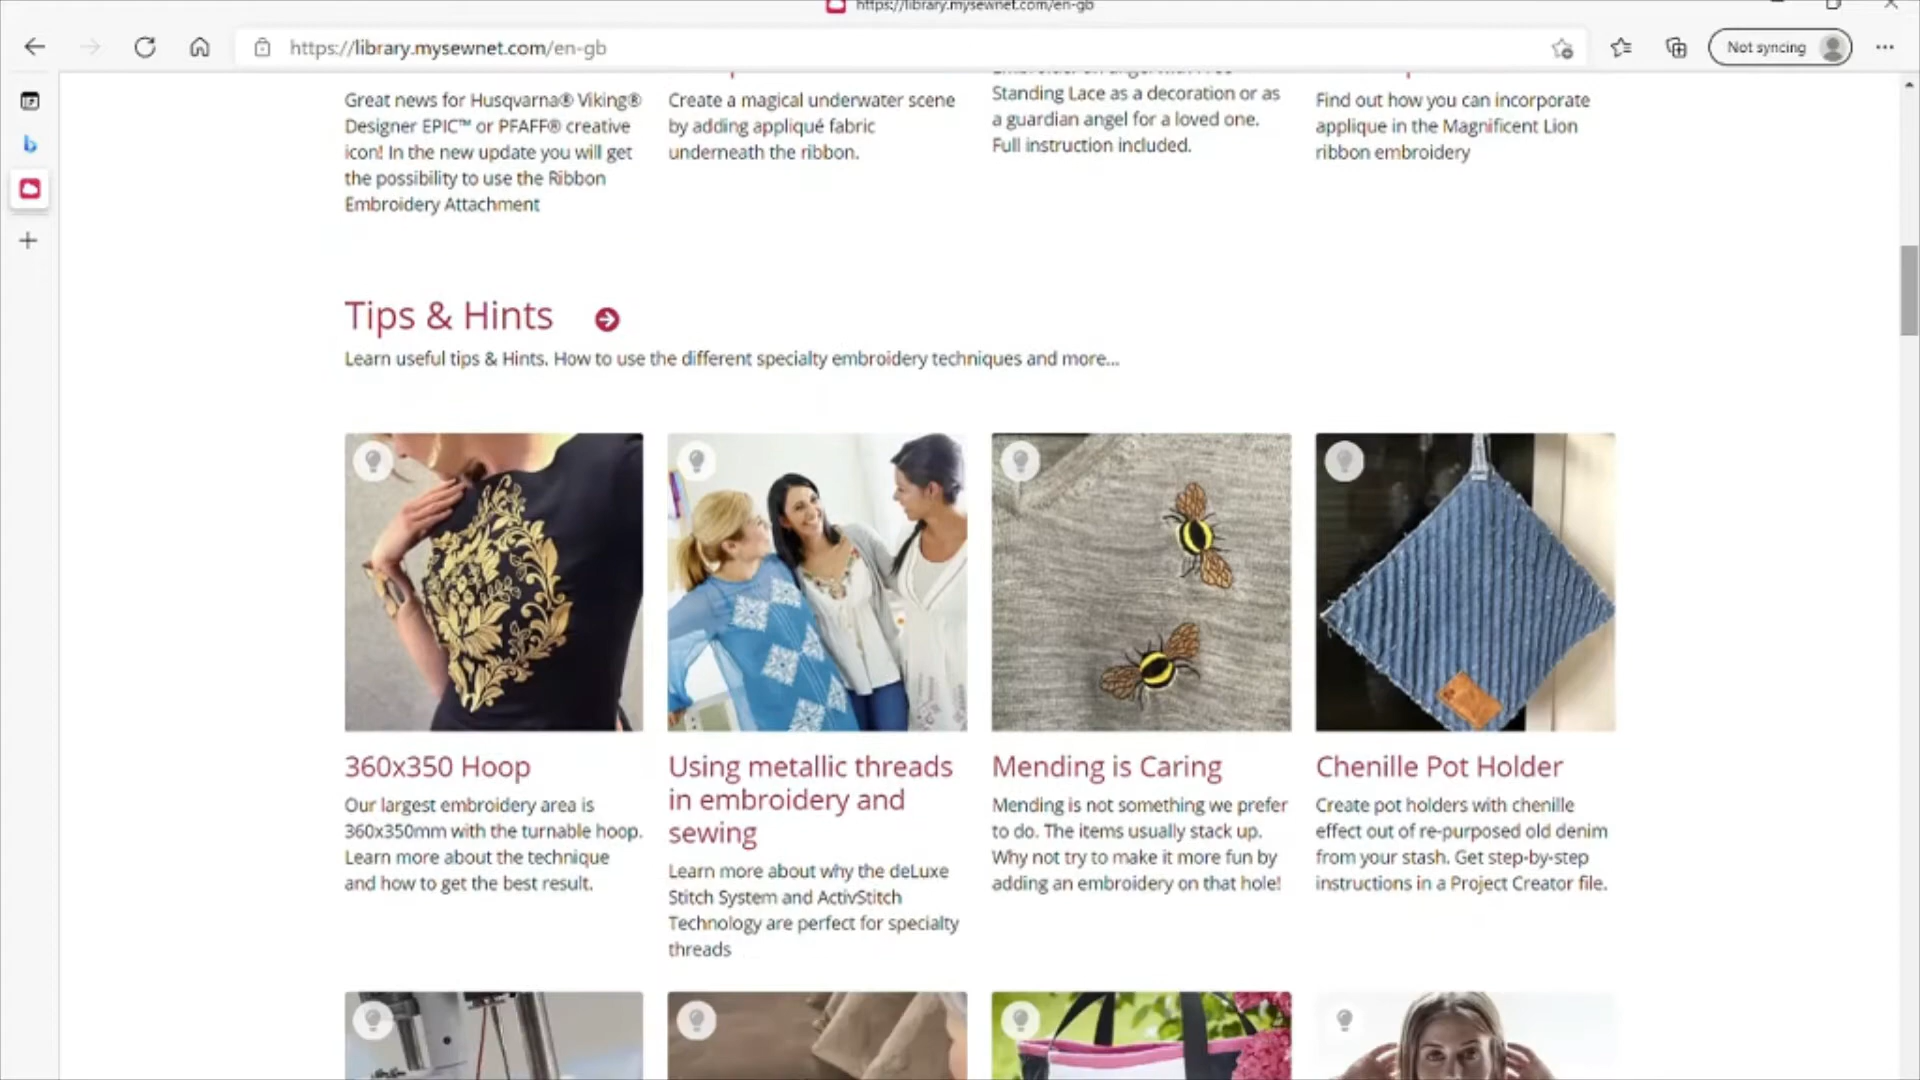 https://library.mysewnet.com/en-gb
https://library.mysewnet.com/en-gb
Not syncing
Great news for Husqvarna® Viking®
Designer EPIC™ or PFAFF® creative
icon! In the new update you will get
the possibility to use the Ribbon
Embroidery Attachment
Create a magical underwater scene
by adding appliqué fabric
underneath the ribbon.
Standing Lace as a decoration or as
a guardian angel for a loved one.
Full instruction included.
Find out how you can incorporate
applique in the Magnificent Lion
ribbon embroidery
Tips & Hints
Learn useful tips & Hints. How to use the different specialty embroidery techniques and more...
360x350 Hoop
Our largest embroidery area is
360x350mm with the turnable hoop.
Learn more about the technique
and how to get the best result.
Using metallic threads
in embroidery and
sewing
Learn more about why the deLuxe
Stitch System and ActivStitch
Technology are perfect for specialty
threads
Mending is Caring
Mending is not something we prefer
to do. The items usually stack up.
Why not try to make it more fun by
adding an embroidery on that hole!
Chenille Pot Holder
Create pot holders with chenille
effect out of re-purposed old denim
from your stash. Get step-by-step
instructions in a Project Creator file.